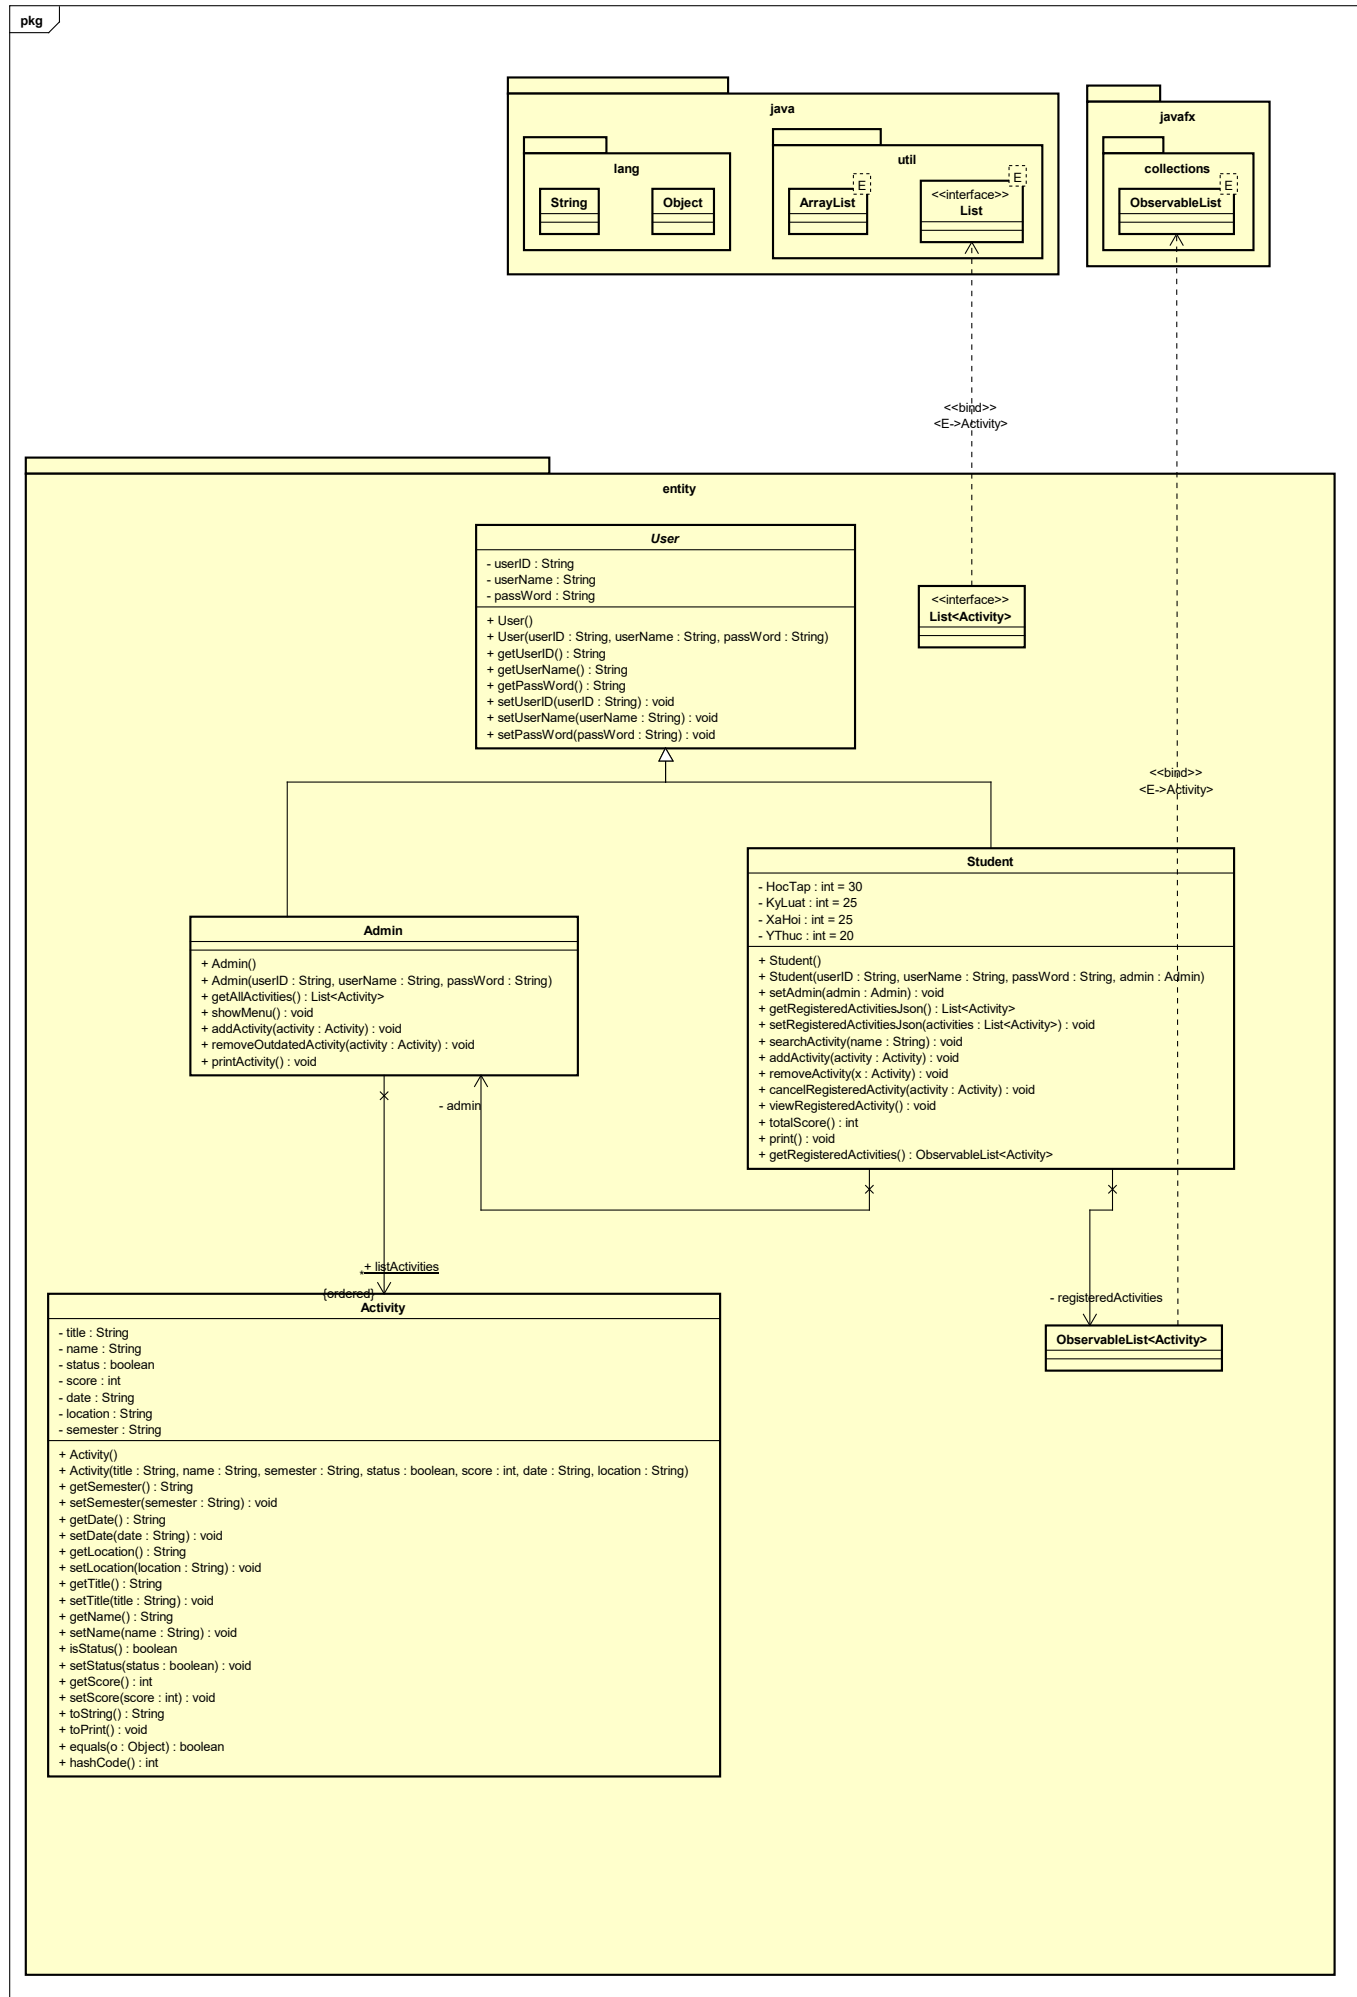 pkg
java
javafx
lang
util
collections
String
Object
ArrayList
E
<<interface>>
List
E
ObservableList
E
<<bind>>
<E->Activity>
entity
User
- userID : String
- userName : String
- passWord : String
+ User()
+ User(userID : String, userName : String, passWord : String)
+ getUserID() : String
+ getUserName() : String
+ getPassWord() : String
+ setUserID(userID : String) : void
+ setUserName(userName : String) : void
+ setPassWord(passWord : String) : void
<<interface>>
List<Activity>
<<bind>>
<E->Activity>
Student
- HocTap : int = 30
- KyLuat : int = 25
- XaHoi : int = 25
- YThuc : int = 20
+ Student()
+ Student(userID : String, userName : String, passWord : String, admin : Admin)
+ setAdmin(admin : Admin) : void
+ getRegisteredActivitiesJson() : List<Activity>
+ setRegisteredActivitiesJson(activities : List<Activity>) : void
+ searchActivity(name : String) : void
+ addActivity(activity : Activity) : void
+ removeActivity(x : Activity) : void
+ cancelRegisteredActivity(activity : Activity) : void
+ viewRegisteredActivity() : void
+ totalScore() : int
+ print() : void
+ getRegisteredActivities() : ObservableList<Activity>
Admin
+ Admin()
+ Admin(userID : String, userName : String, passWord : String)
+ getAllActivities() : List<Activity>
+ showMenu() : void
+ addActivity(activity : Activity) : void
+ removeOutdatedActivity(activity : Activity) : void
+ printActivity() : void
- admin
+ listActivities
*
{ordered}
- registeredActivities
ObservableList<Activity>
Activity
- title : String
- name : String
- status : boolean
- score : int
- date : String
- location : String
- semester : String
+ Activity()
+ Activity(title : String, name : String, semester : String, status : boolean, score : int, date : String, location : String)
+ getSemester() : String
+ setSemester(semester : String) : void
+ getDate() : String
+ setDate(date : String) : void
+ getLocation() : String
+ setLocation(location : String) : void
+ getTitle() : String
+ setTitle(title : String) : void
+ getName() : String
+ setName(name : String) : void
+ isStatus() : boolean
+ setStatus(status : boolean) : void
+ getScore() : int
+ setScore(score : int) : void
+ toString() : String
+ toPrint() : void
+ equals(o : Object) : boolean
+ hashCode() : int